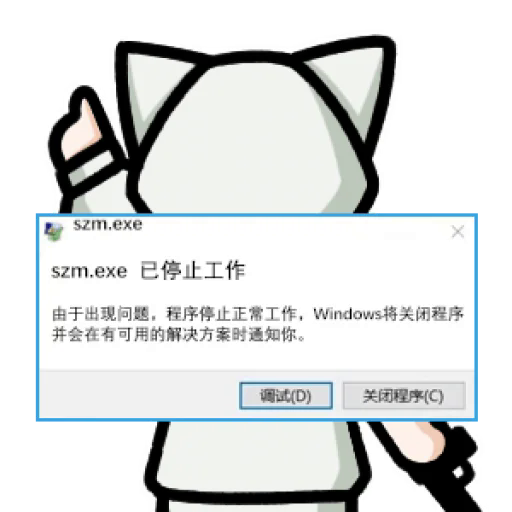 szm.exe
szm.exe 已停止工作
由于出现问题，程序停止正常工作，Windows将关闭程序
并会在有可用的解决方案时通知你。
调试(D) 关闭程序(C)